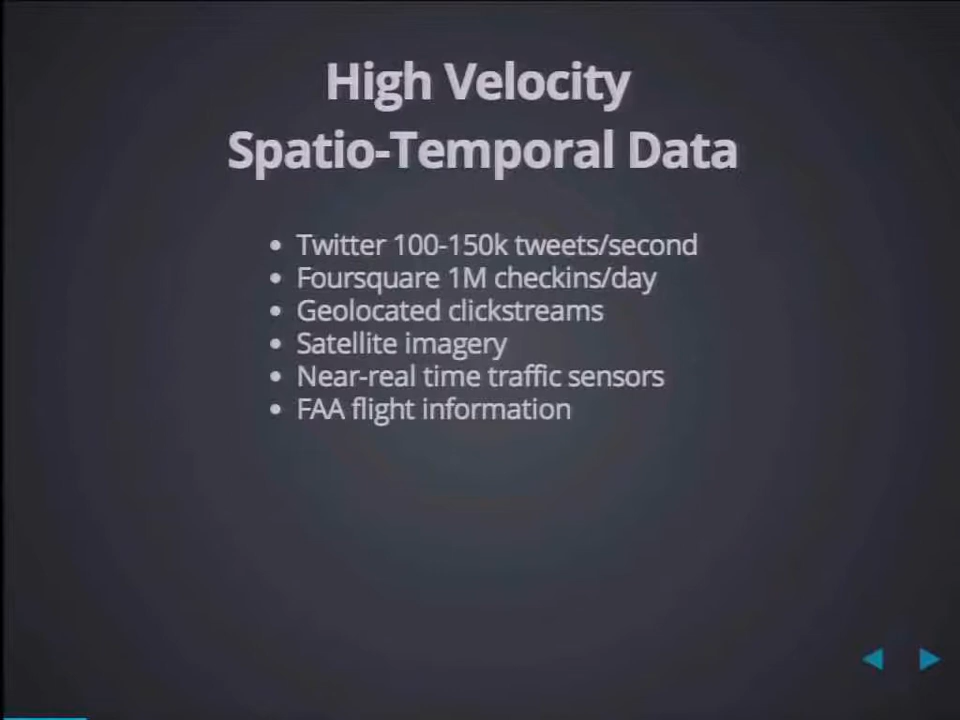 High Velocity
Spatio-Temporal Data
Twitter 100-150k tweets/second
Foursquare 1M checkins/day
Geolocated clickstreams
Satellite imagery
Near-real time traffic sensors
FAA flight information